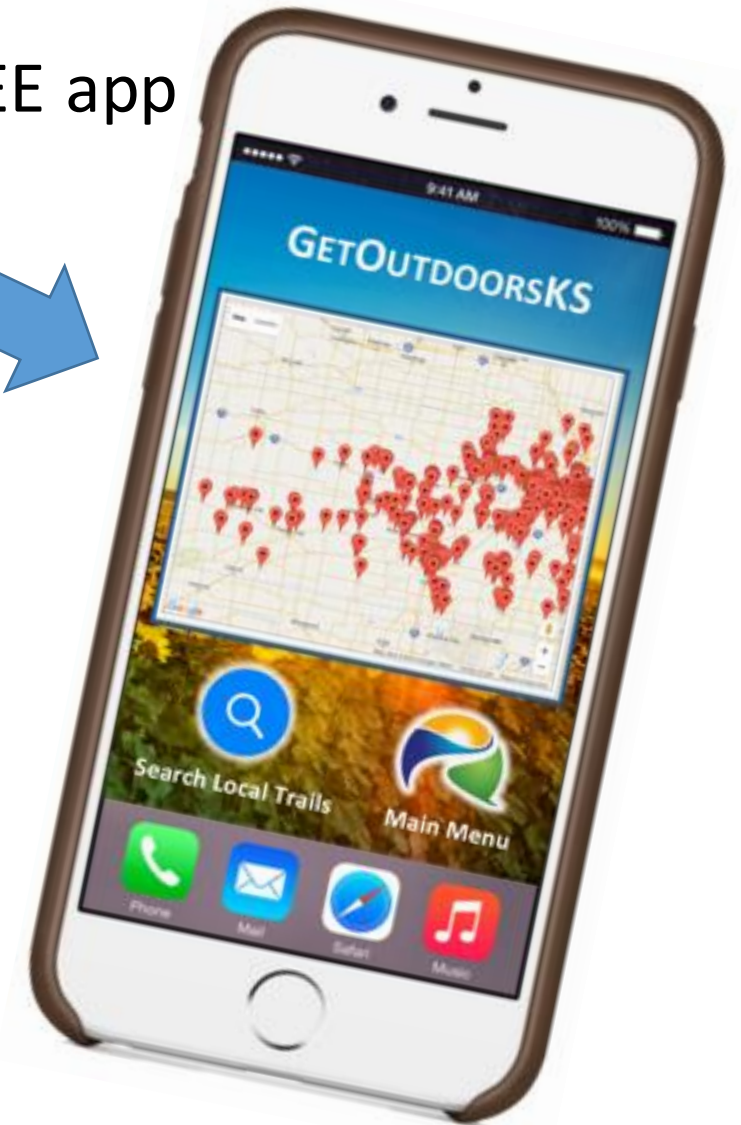 EE app
9:41 AM
100%
GETOUTDOORSKS
Search Local Trails
Main Menu
Phone
Mail
Safari
Music